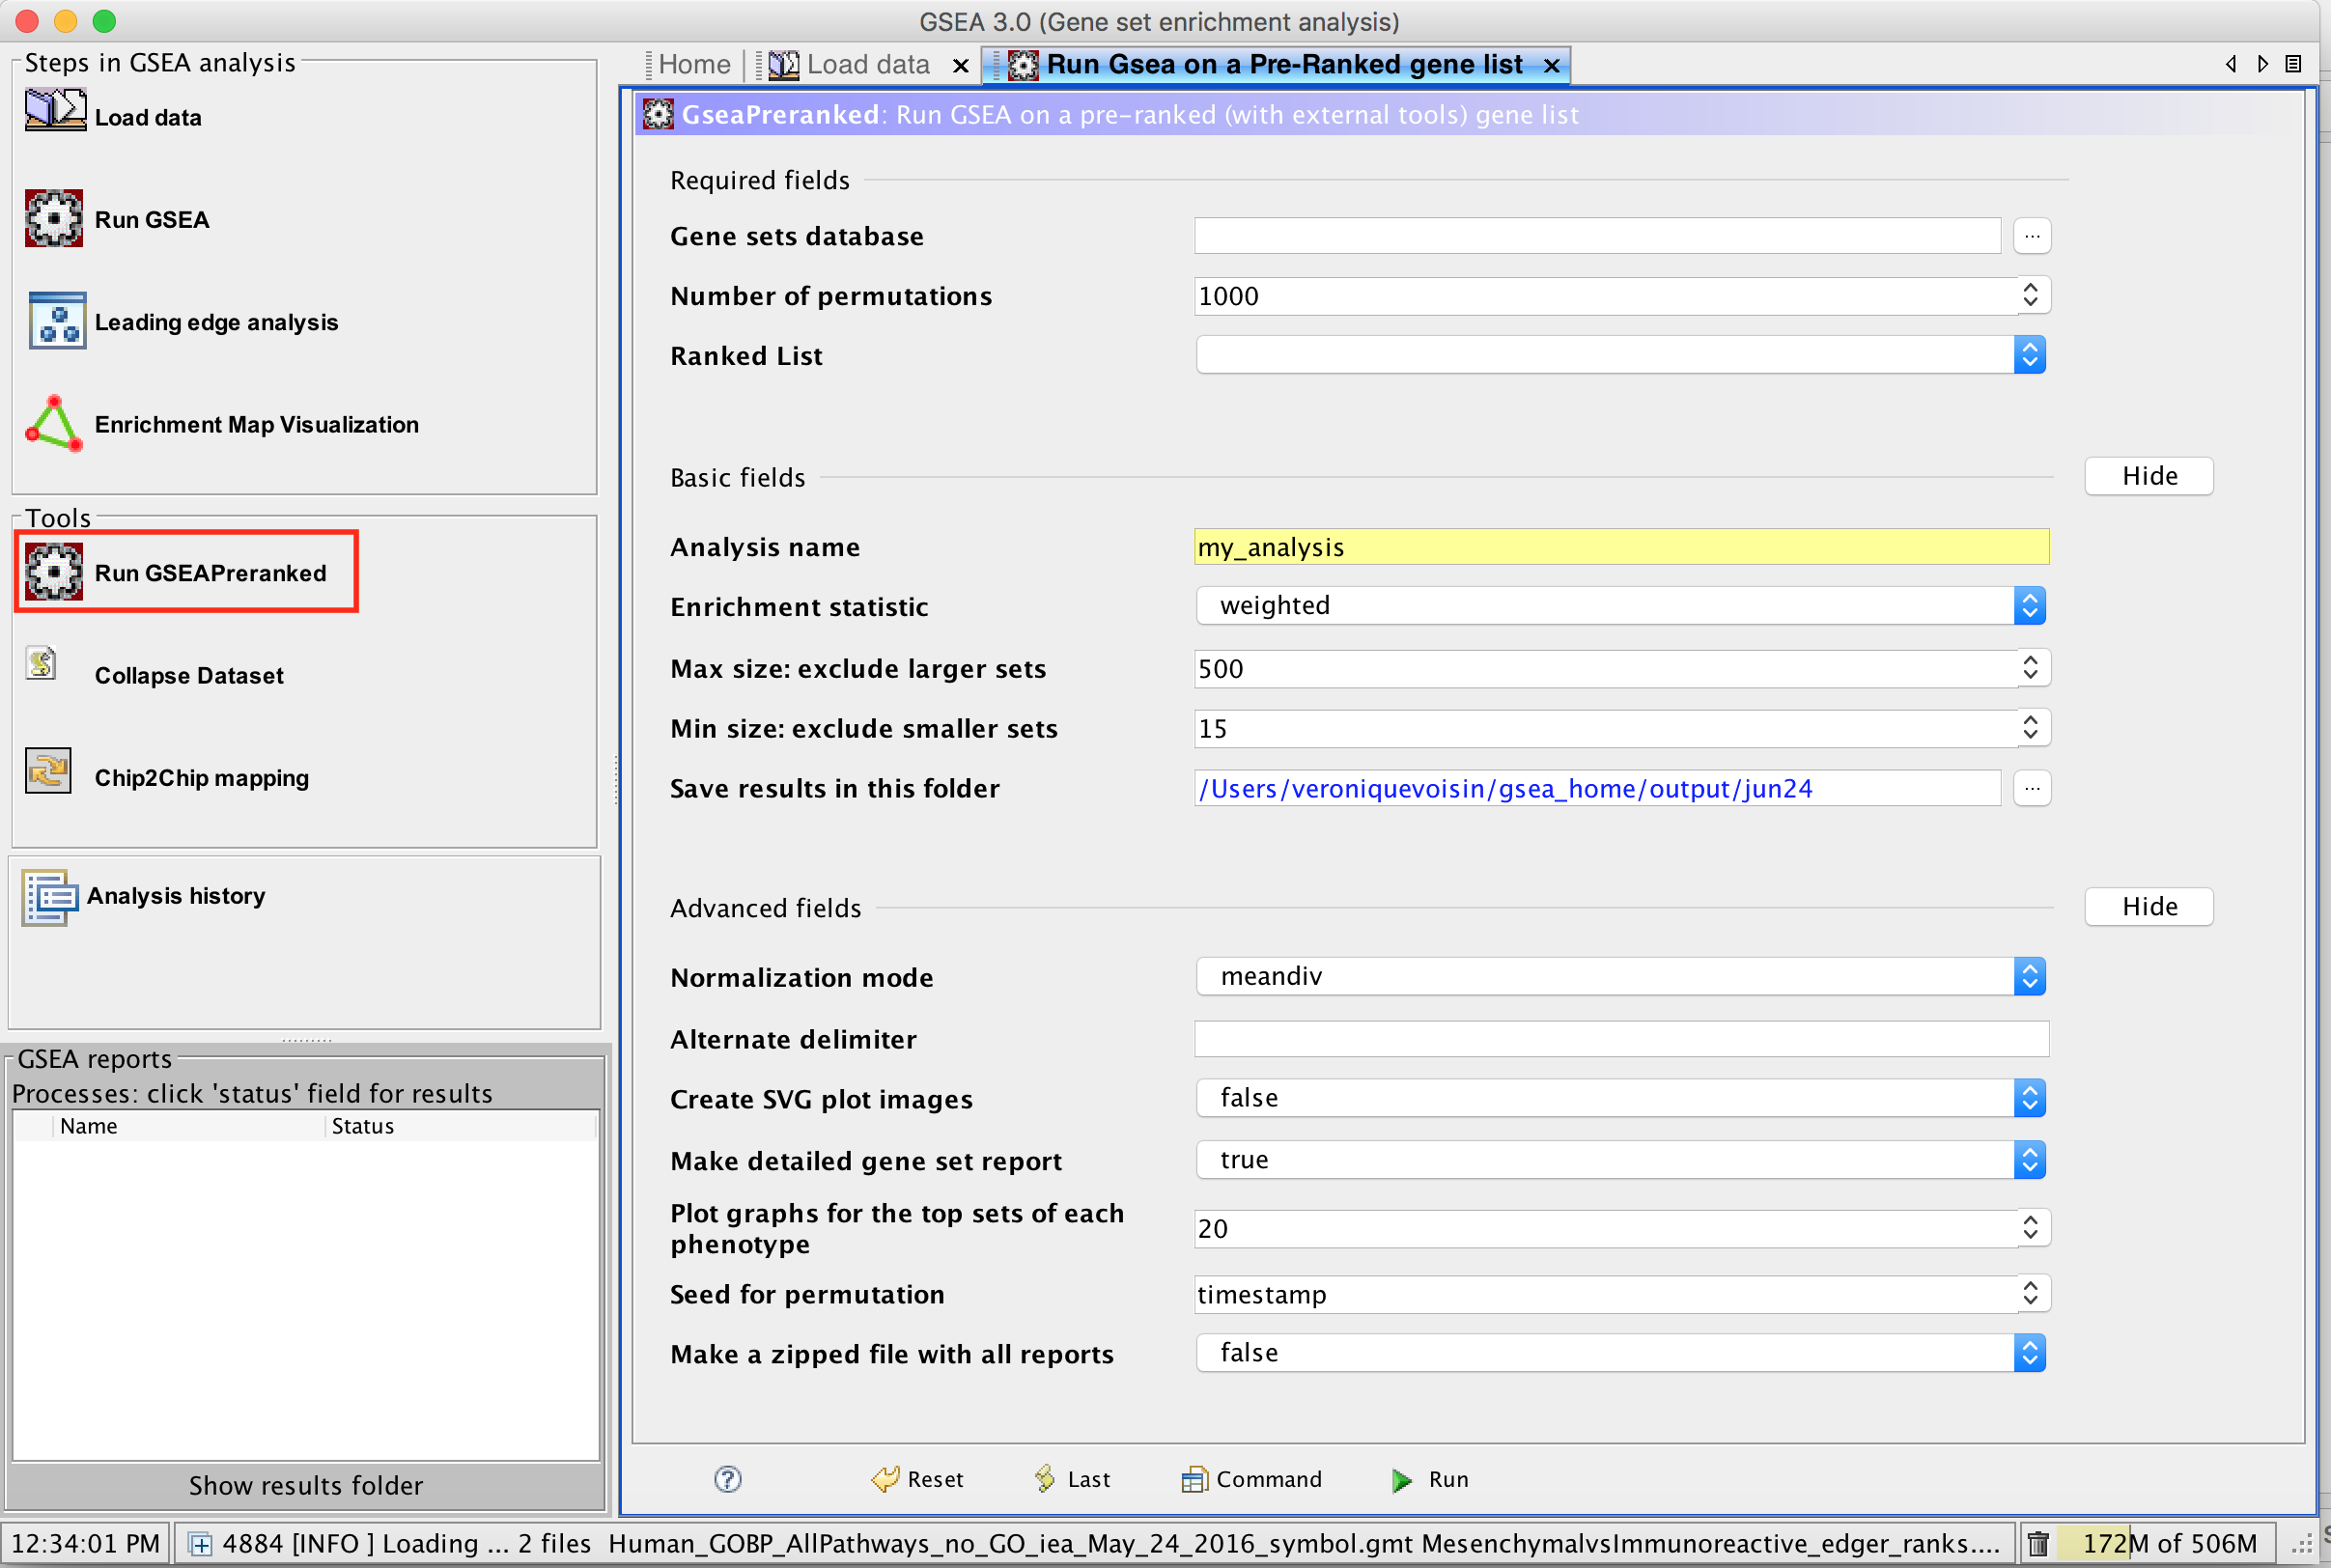 GSEA 3.0 (Gene set enrichment analysis)
Steps in GSEA analysis
Load data
Run GSEA
Leading edge analysis
Enrichment Map Visualization
Tools
Run GSEAPreranked
Collapse Dataset
Chip2Chip mapping
Analysis history
GSEA reports
Processes: click 'status' field for results
Name Status
Show results folder
Home Load data Run Gsea on a Pre-Ranked gene list
GseaPreranked: Run GSEA on a pre-ranked (with external tools) gene list
Required fields
Gene sets database ...
Number of permutations 1000
Ranked List
Basic fields Hide
Analysis name my_analysis
Enrichment statistic weighted
Max size: exclude larger sets 500
Min size: exclude smaller sets 15
Save results in this folder /Users/veroniquevoisin/gsea_home/output/jun24 ...
Advanced fields Hide
Normalization mode meandiv
Alternate delimiter
Create SVG plot images false
Make detailed gene set report true
Plot graphs for the top sets of each
phenotype 20
Seed for permutation timestamp
Make a zipped file with all reports false
? Reset Last Command Run
12:34:01 PM 4884 [INFO ] Loading ... 2 files Human_GOBP_AllPathways_no_GO_iea_May_24_2016_symbol.gmt MesenchymalvsImmunoreactive_edger_ranks.... 172M of 506M